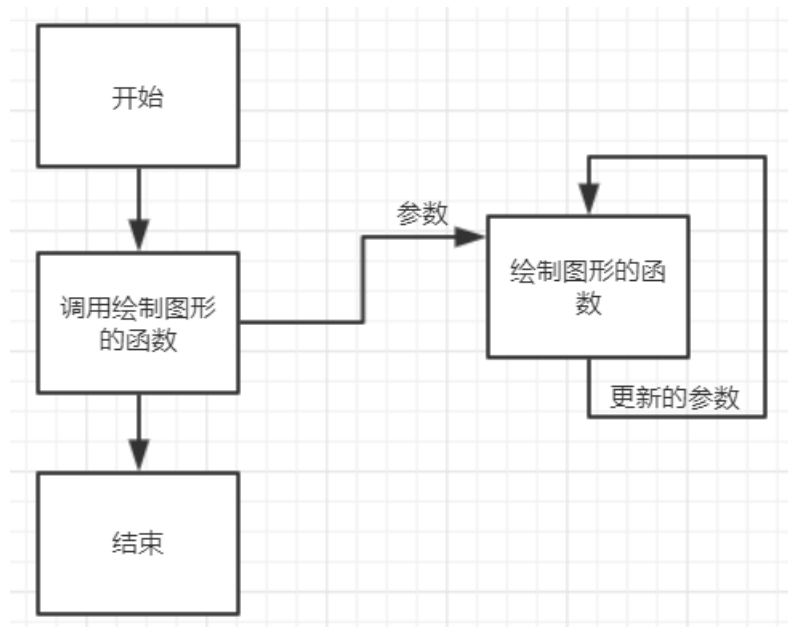 开始
参数
绘制图形的函
数
调用绘制图形
的函数
更新的参数
结束